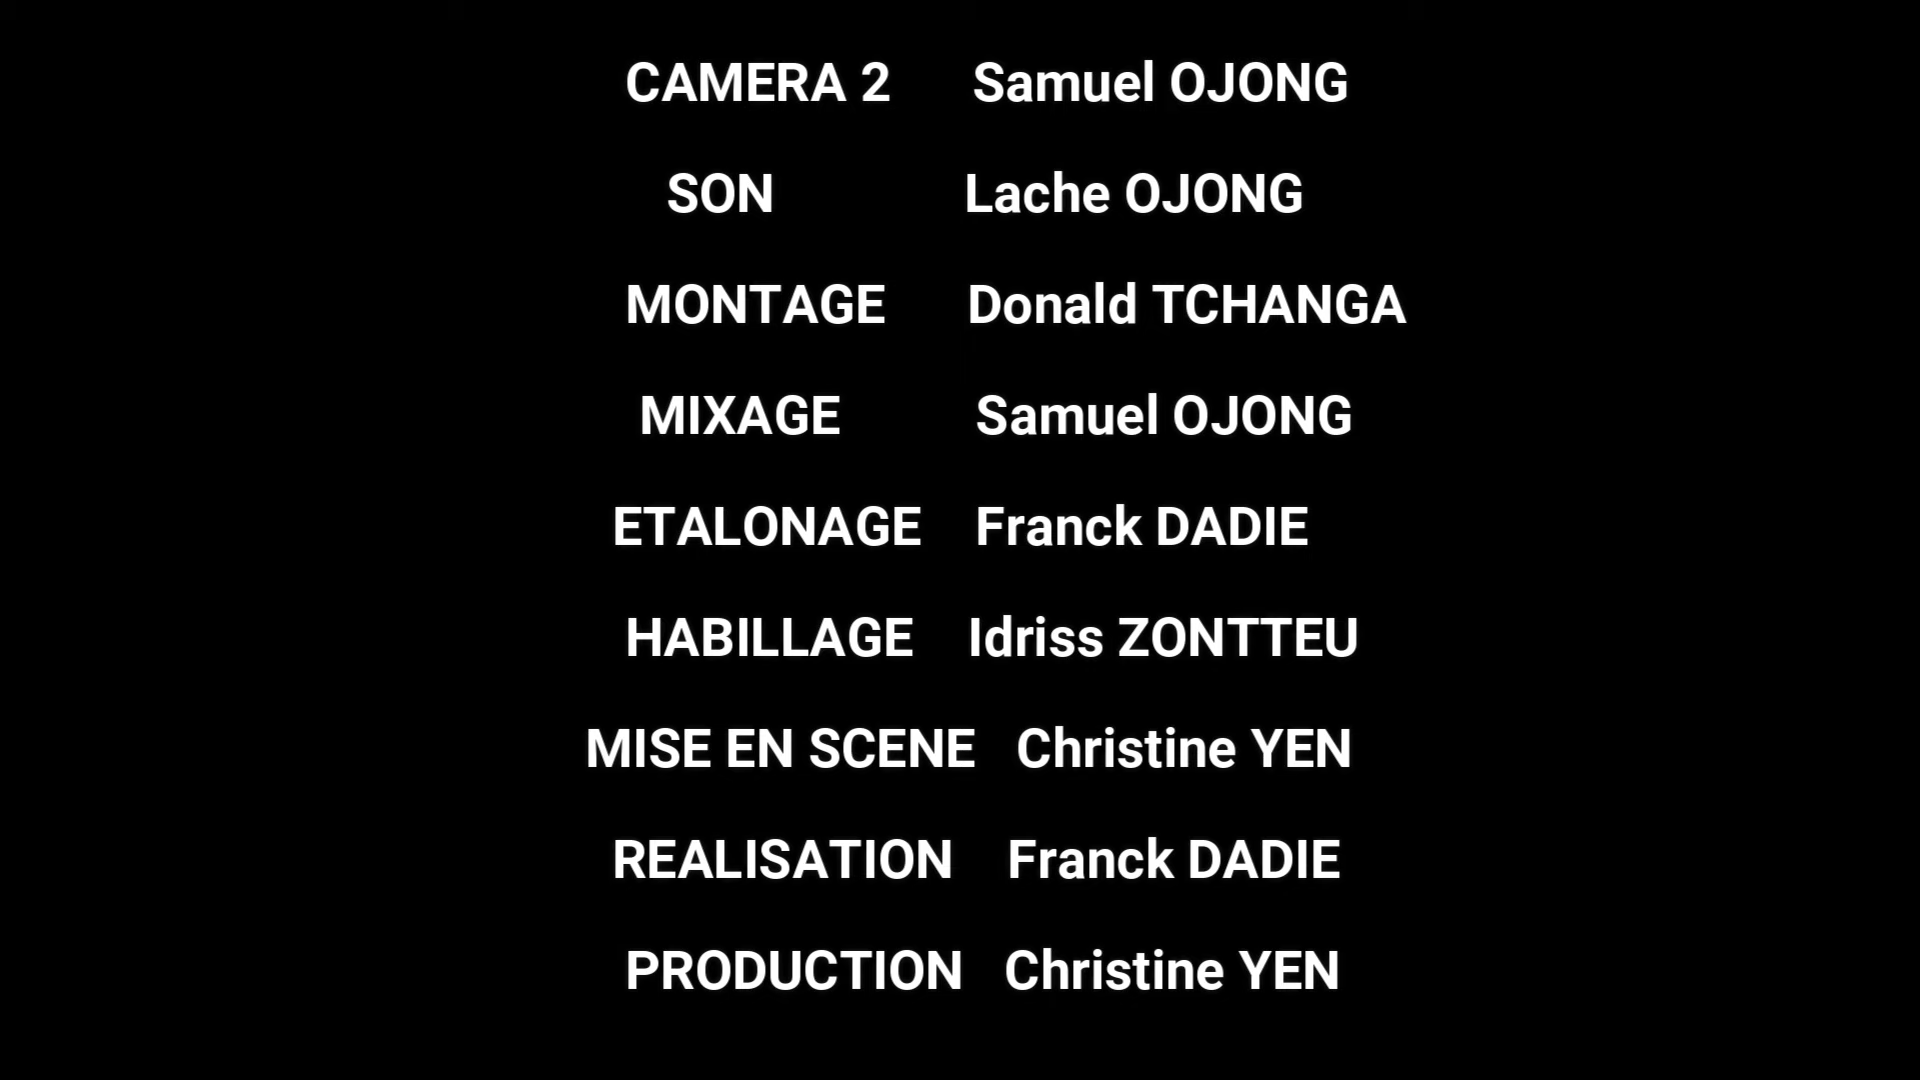 CAMERA 2 Samuel OJONG
SON Lache OJONG
MONTAGE Donald TCHANGA
MIXAGE Samuel OJONG
ETALONAGE Franck DADIE
HABILLAGE Idriss ZONTTEU
MISE EN SCENE Christine YEN
REALISATION Franck DADIE
PRODUCTION Christine YEN